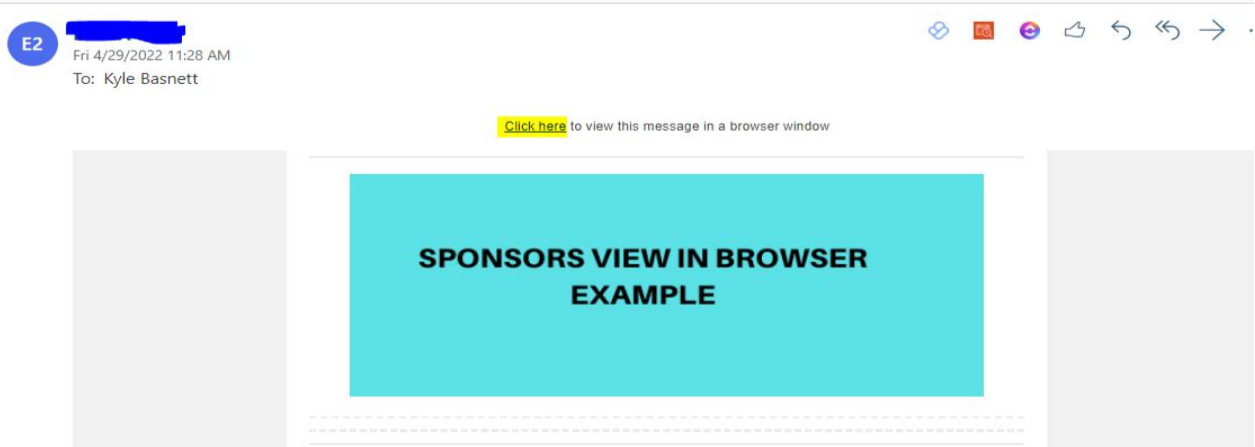 E2
Fri 4/29/2022 11:28 AM
To: Kyle Basnett
Click here to view this message in a browser window
SPONSORS VIEW IN BROWSER
EXAMPLE